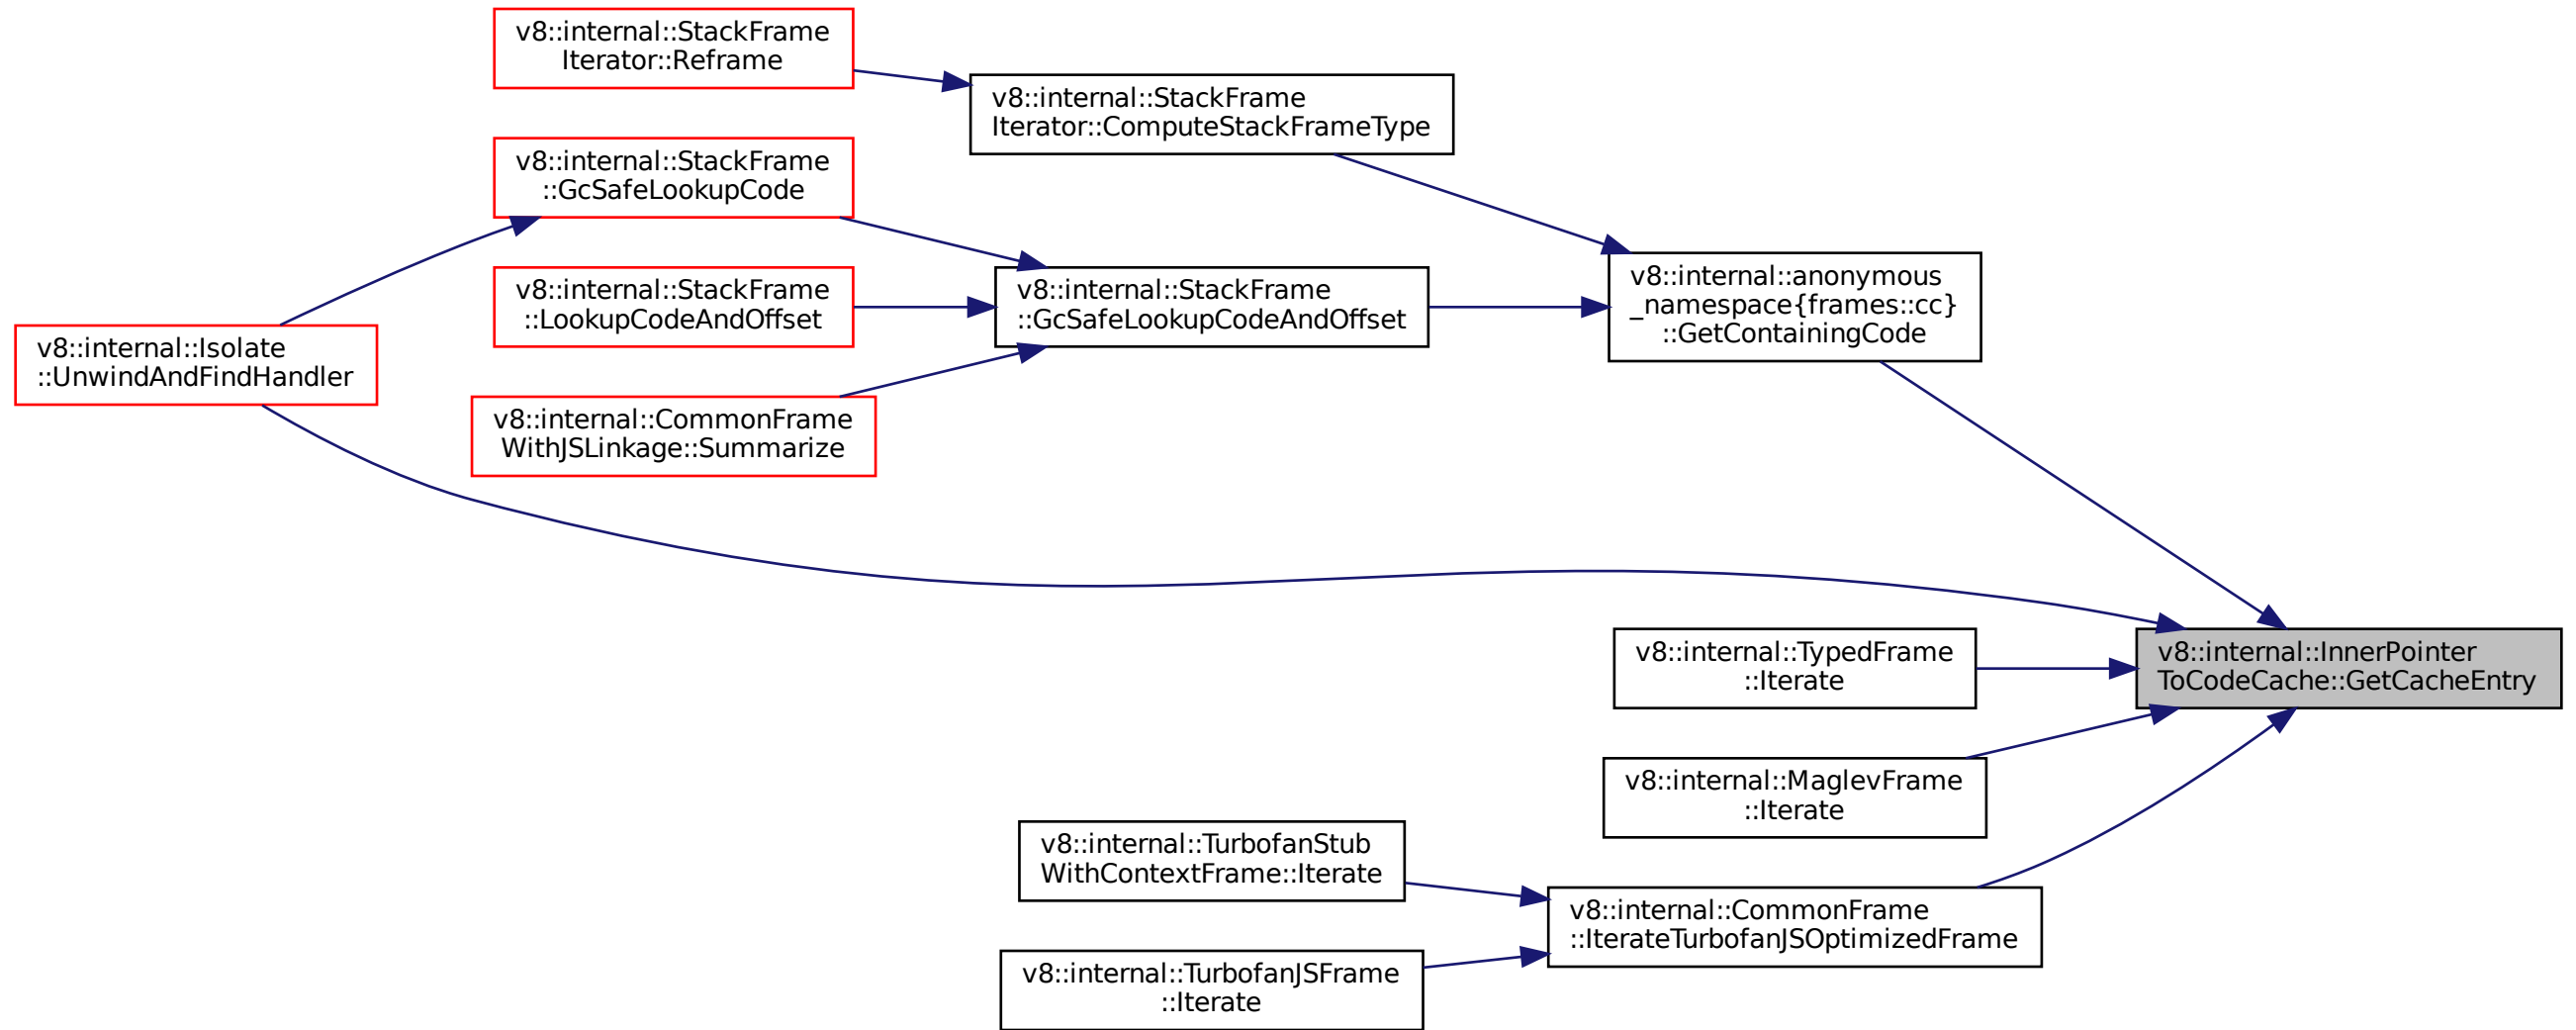 v8::internal::StackFrame
Iterator::Reframe
v8::internal::StackFrame
Iterator::ComputeStackFrameType
v8::internal::StackFrame
::GcSafeLookupCode
v8::internal::StackFrame
::LookupCodeAndOffset
v8::internal::StackFrame
::GcSafeLookupCodeAndOffset
v8::internal::anonymous
_namespace{frames::cc}
::GetContainingCode
v8::internal::Isolate
::UnwindAndFindHandler
v8::internal::CommonFrame
WithJSLinkage::Summarize
v8::internal::TypedFrame
::Iterate
v8::internal::InnerPointer
ToCodeCache::GetCacheEntry
v8::internal::MaglevFrame
::Iterate
v8::internal::TurbofanStub
WithContextFrame::Iterate
v8::internal::CommonFrame
::IterateTurbofanJSOptimizedFrame
v8::internal::TurbofanJSFrame
::Iterate